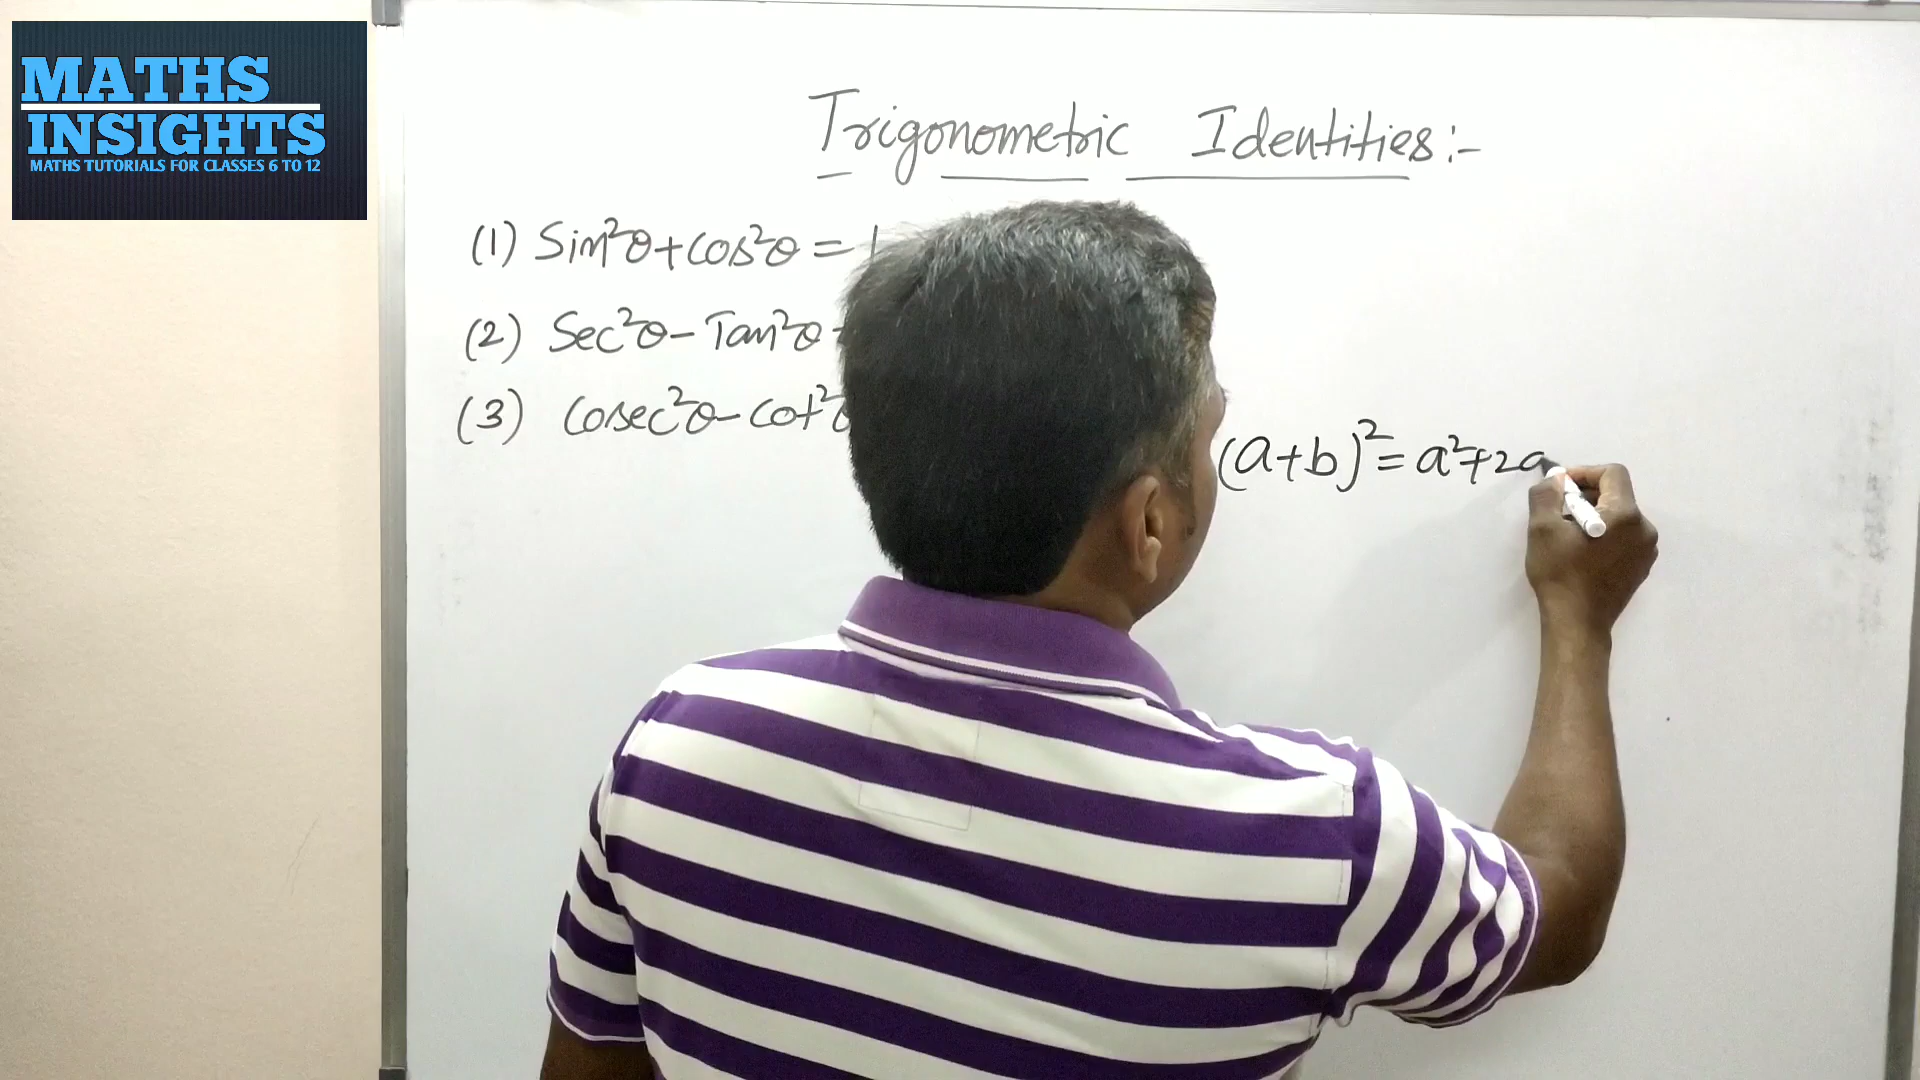 MATHS
INSIGHTS
MATHS TUTORIALS FOR CLASSES 6 TO 12
Trigonometric Identities:-
(1) Sin²θ+cos²θ = 1
(2) Sec²θ- Tan²θ
(3) Cosec²θ- Cot²θ
(a+b)² = a²+2a